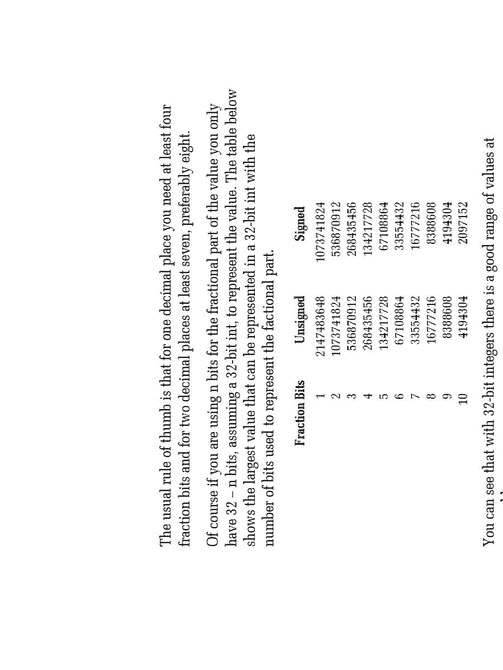 The usual rule of thumb is that for one decimal place you need at least four
fraction bits and for two decimal places at least seven, preferably eight.
Of course if you are using n bits for the fractional part of the value you only
have 32 – n bits, assuming a 32-bit int, to represent the value. The table below
shows the largest value that can be represented in a 32-bit int with the
number of bits used to represent the factional part.
Fraction Bits Unsigned Signed
1 2147483648 1073741824
2 1073741824 536870912
3 536870912 268435456
4 268435456 134217728
5 134217728 67108864
6 67108864 33554432
7 33554432 16777216
8 16777216 8388608
9 8388608 4194304
10 4194304 2097152
You can see that with 32-bit integers there is a good range of values at